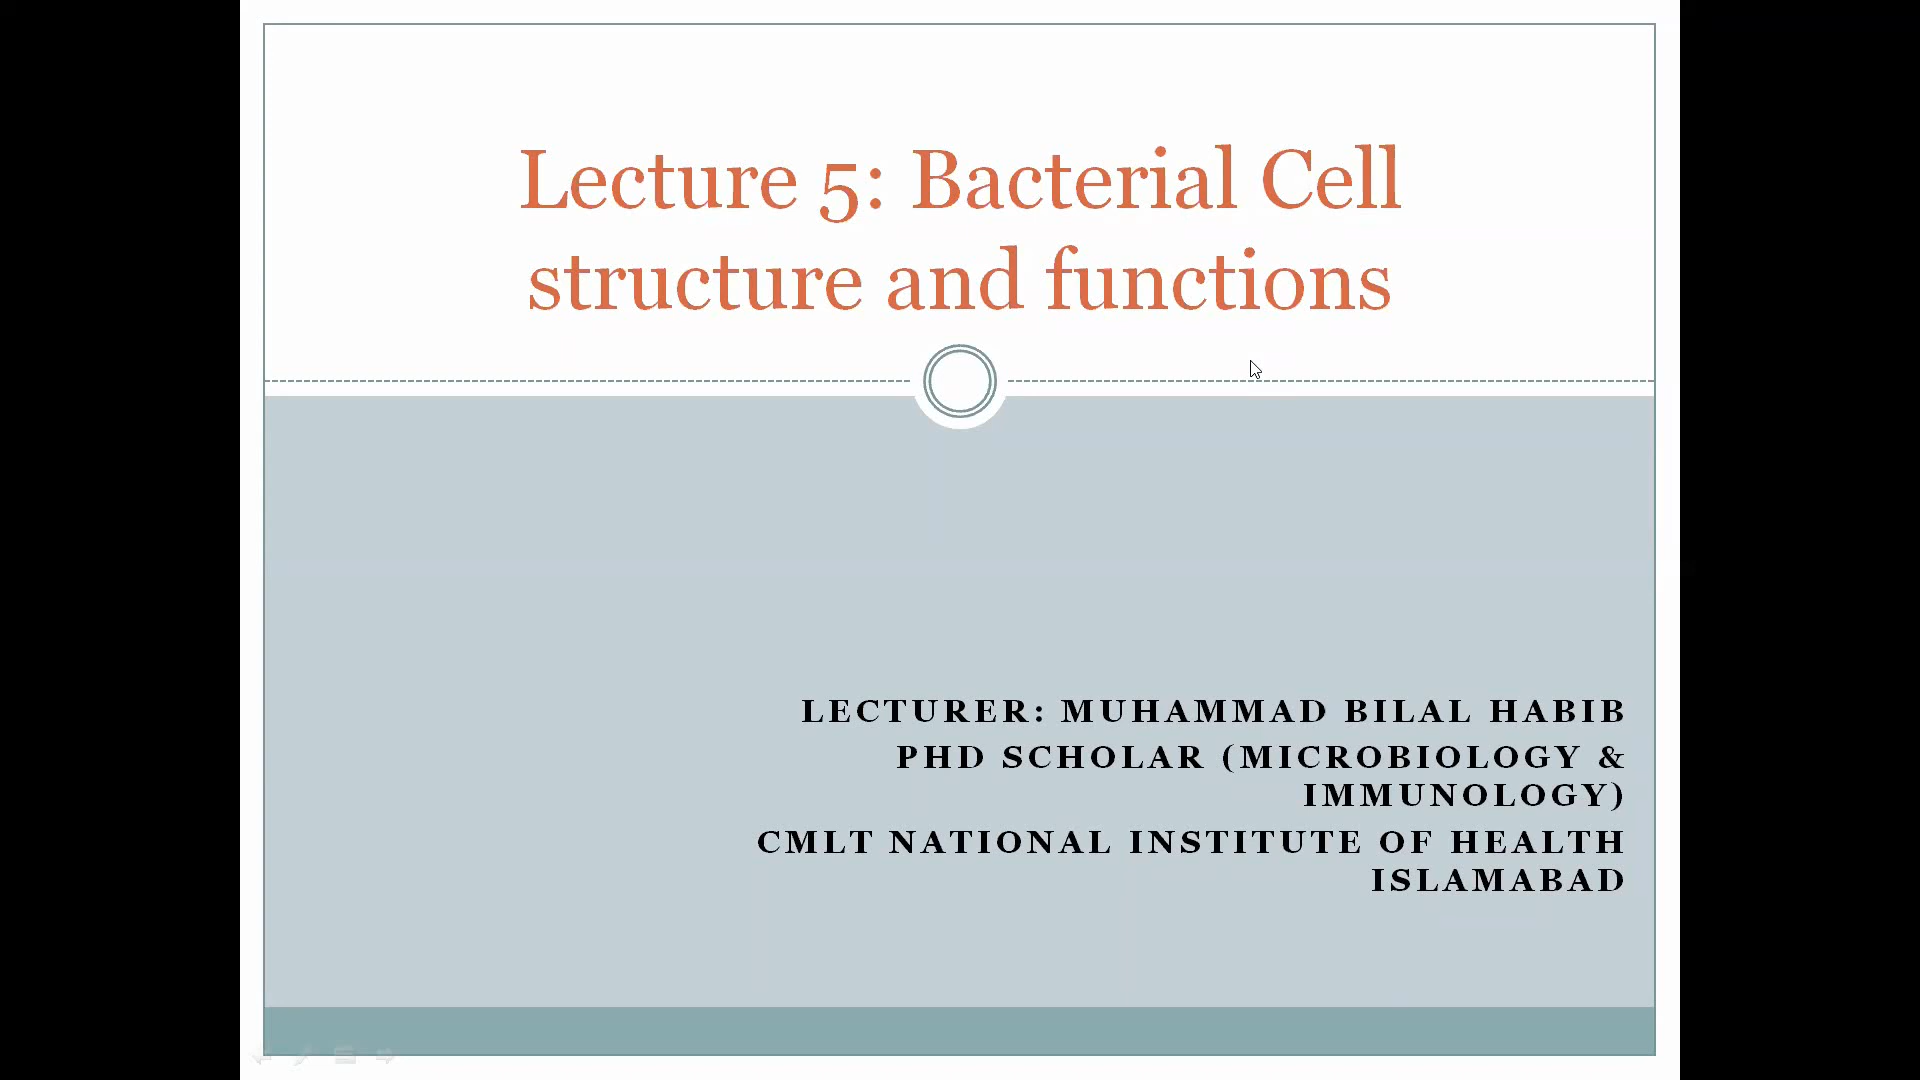 Lecture 5: Bacterial Cell
structure and functions
LECTURER: MUHAMMAD BILAL HABIB
PHD SCHOLAR (MICROBIOLOGY &
IMMUNOLOGY)
CMLT NATIONAL INSTITUTE OF HEALTH
ISLAMABAD